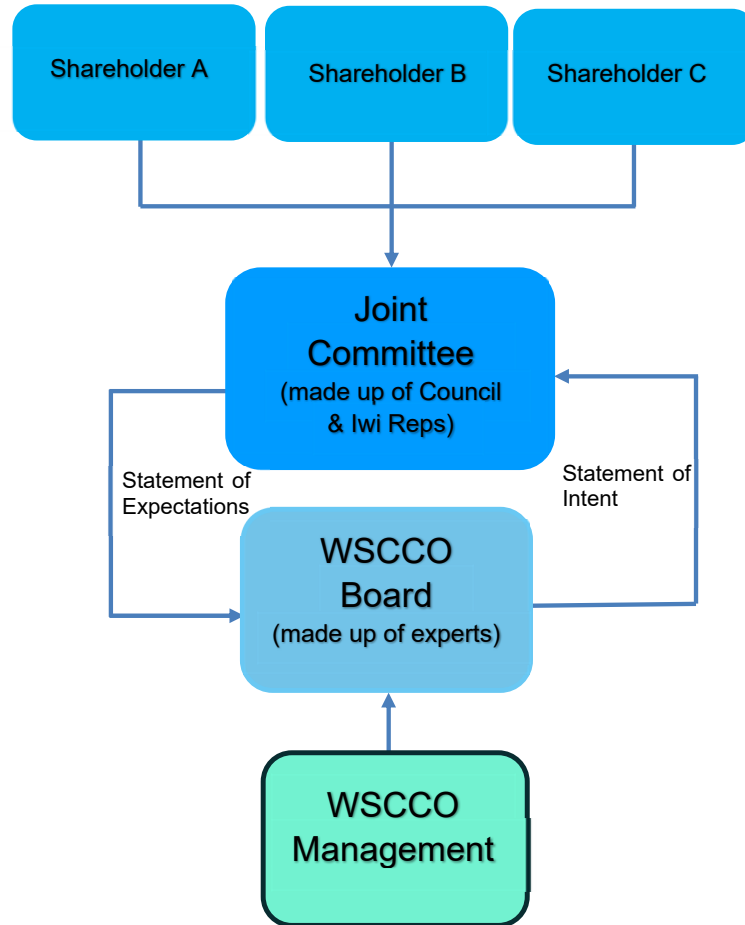 Shareholder A
Shareholder B
Shareholder C
Joint
Committee
(made up of Council
& Iwi Reps)
Statement of
Expectations
Statement of
Intent
WSCCO
Board
(made up of experts)
WSCCO
Management